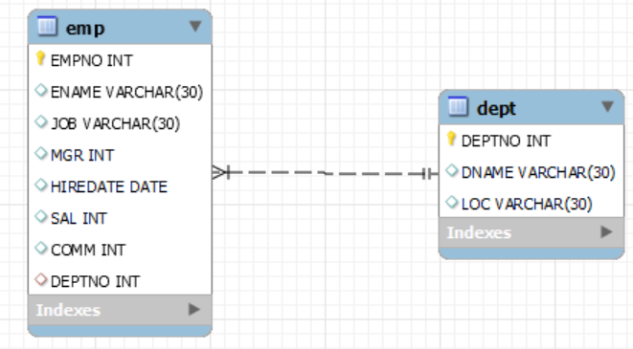 emp
EMPNO INT
ENAME VARCHAR(30)
JOB VARCHAR(30)
MGR INT
HIREDATE DATE
SAL INT
COMM INT
DEPTNO INT
Indexes
dept
DEPTNO INT
DNAME VARCHAR(30)
LOC VARCHAR(30)
Indexes